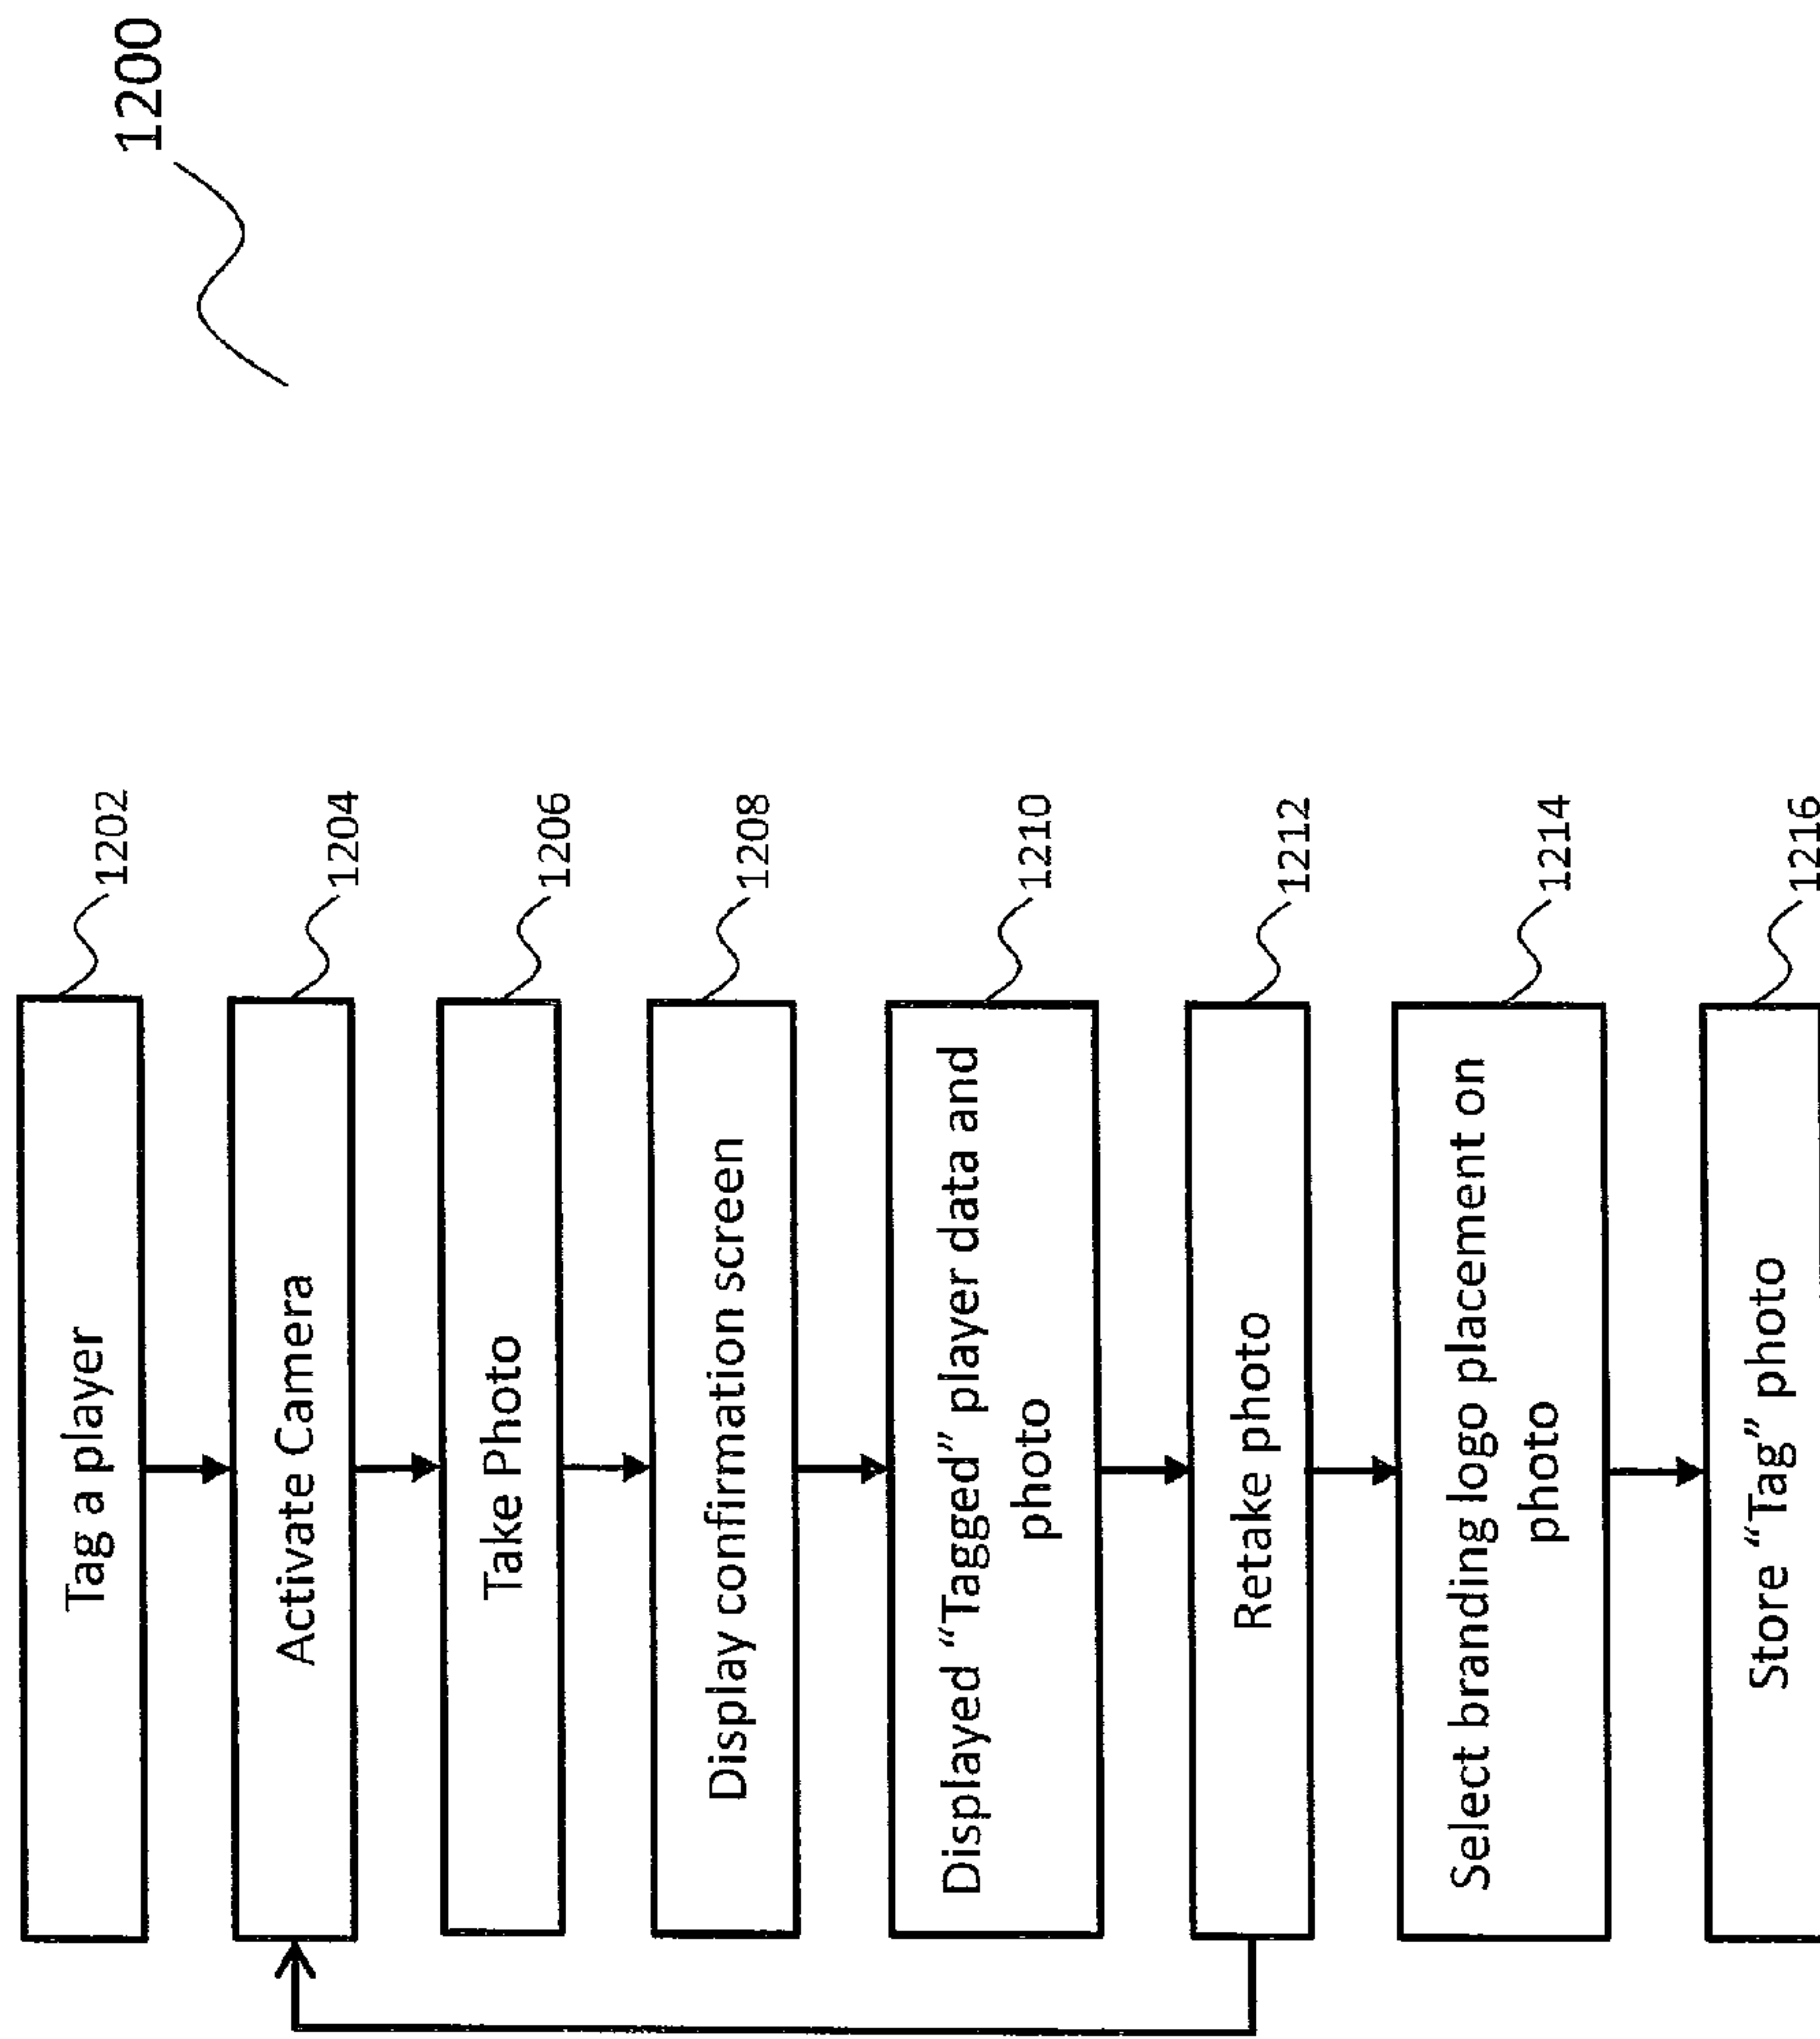 1200
Tag a player
1202
Activate Camera
1204
Take Photo
1206
Display confirmation screen
1208
Displayed “Tagged” player data and
photo
1210
Retake photo
1212
Select branding logo placement on
photo
1214
Store “Tag” photo
1216